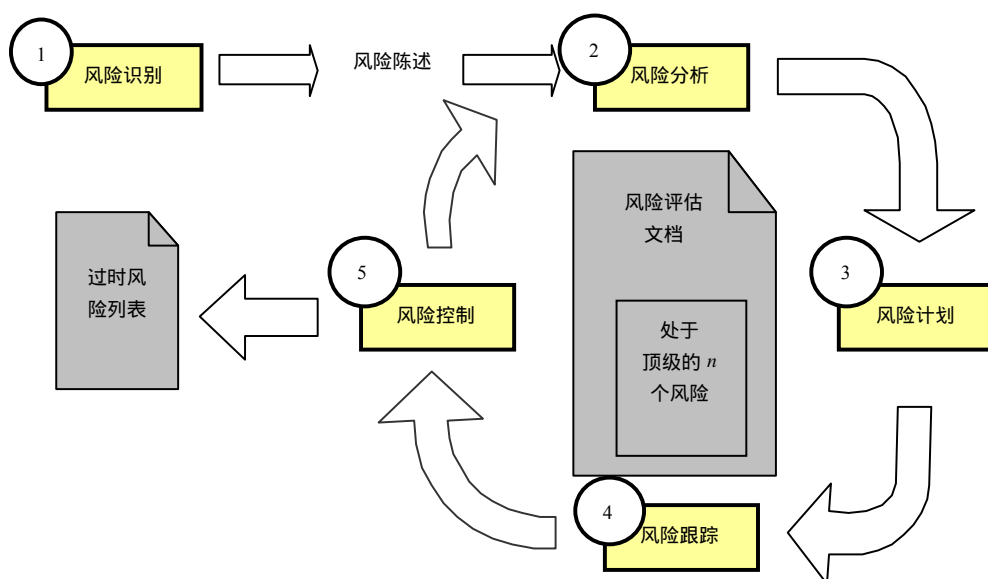 1
风险识别
风险陈述
2
风险分析
风险评估
文档
处于
顶级的 n
个风险
3
风险计划
4
风险跟踪
5
风险控制
过时风
险列表